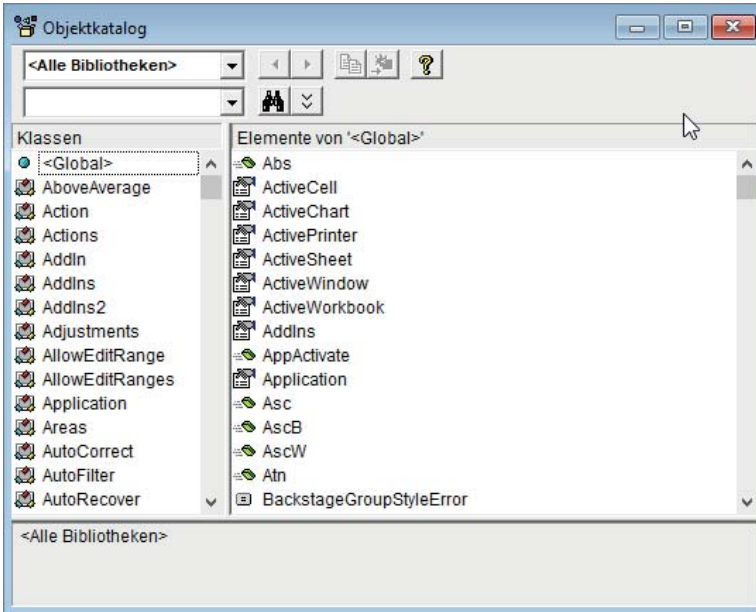 Objektkatalog
<Alle Bibliotheken>
Klassen
<Global>
AboveAverage
Action
Actions
AddIn
AddIns
AddIns2
Adjustments
AllowEditRange
AllowEditRanges
Application
Areas
AutoCorrect
AutoFilter
AutoRecover
Elemente von '<Global>'
Abs
ActiveCell
ActiveChart
ActivePrinter
ActiveSheet
ActiveWindow
ActiveWorkbook
AddIns
AppActivate
Application
Asc
AscB
AscW
Atn
BackstageGroupStyleError
<Alle Bibliotheken>